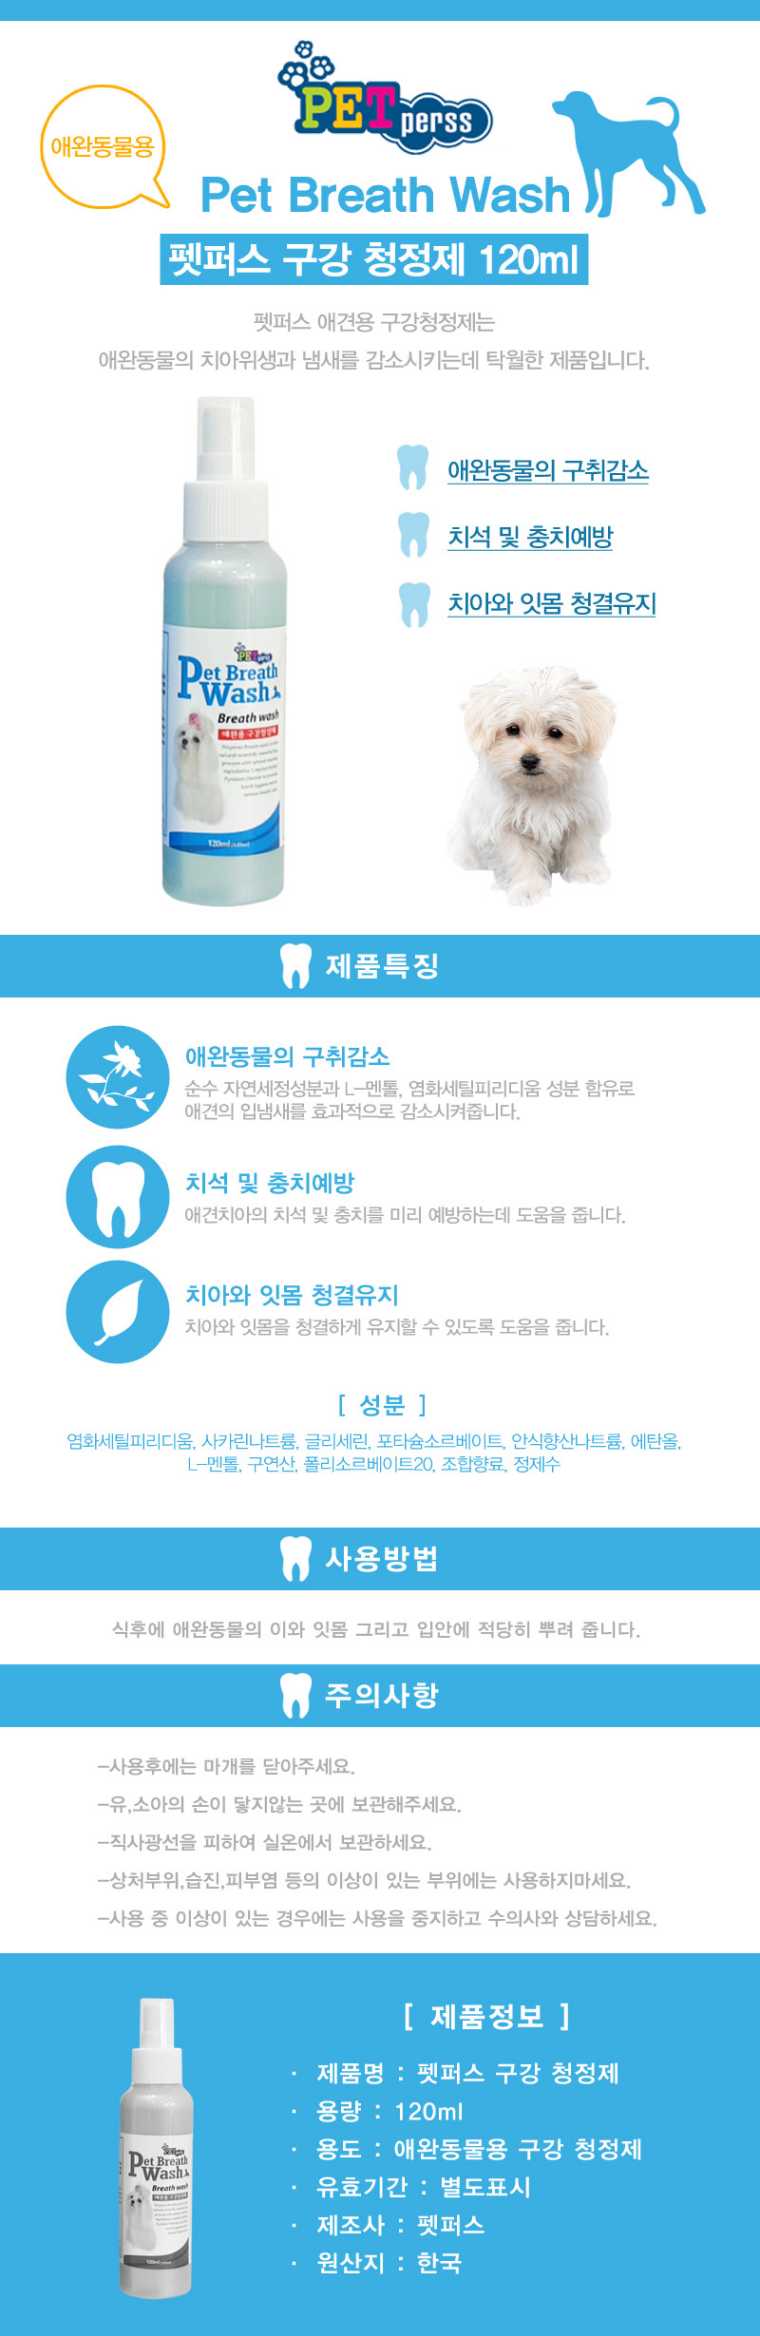 PET perss
애완동물용
Pet Breath Wash
펫퍼스 구강 청정제 120ml
펫퍼스 애견용 구강청정제는
애완동물의 치아위생과 냄새를 감소시키는데 탁월한 제품입니다.
애완동물의 구취감소
치석 및 충치예방
치아와 잇몸 청결유지
PET perss
Pet Breath
Wash
Breath wash
애완용 구강청정제
120ml
제품특징
애완동물의 구취감소
순수 자연세정성분과 L-멘톨, 염화세틸피리디움 성분 함유로
애견의 입냄새를 효과적으로 감소시켜줍니다.
치석 및 충치예방
애견치아의 치석 및 충치를 미리 예방하는데 도움을 줍니다.
치아와 잇몸 청결유지
치아와 잇몸을 청결하게 유지할 수 있도록 도움을 줍니다.
[ 성분 ]
염화세틸피리디움, 사카린나트륨, 글리세린, 포타슘소르베이트, 안식향산나트륨, 에탄올,
L-멘톨, 구연산, 폴리소르베이트20, 조합향료, 정제수
사용방법
식후에 애완동물의 이와 잇몸 그리고 입안에 적당히 뿌려 줍니다.
주의사항
-사용후에는 마개를 닫아주세요.
-유,소아의 손이 닿지않는 곳에 보관해주세요.
-직사광선을 피하여 실온에서 보관하세요.
-상처부위,습진,피부염 등의 이상이 있는 부위에는 사용하지마세요.
-사용 중 이상이 있는 경우에는 사용을 중지하고 수의사와 상담하세요.
[ 제품정보 ]
· 제품명 : 펫퍼스 구강 청정제
· 용량 : 120ml
· 용도 : 애완동물용 구강 청정제
· 유효기간 : 별도표시
· 제조사 : 펫퍼스
· 원산지 : 한국
Pet Breath
Wash
Breath wash